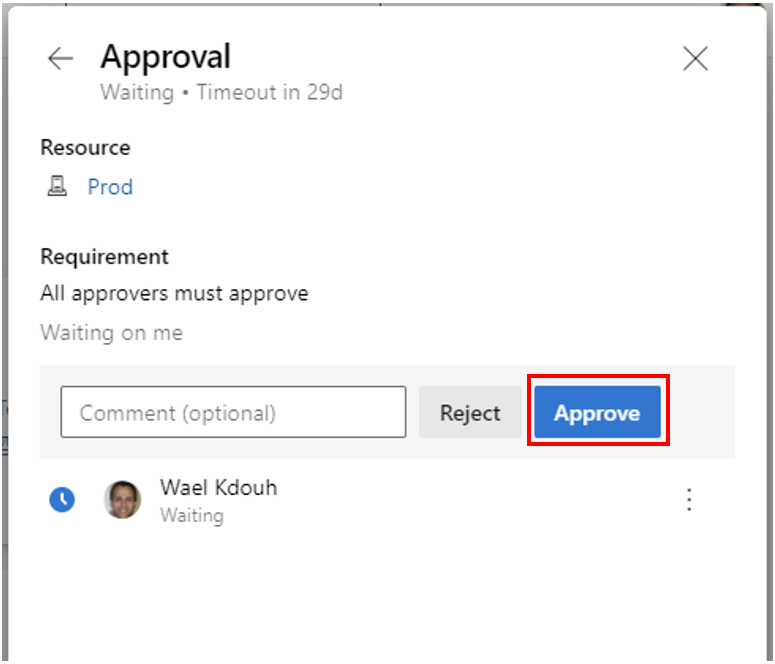 Approval
Waiting • Timeout in 29d
Resource
Prod
Requirement
All approvers must approve
Waiting on me
Comment (optional)
Reject
Approve
Wael Kdouh
Waiting